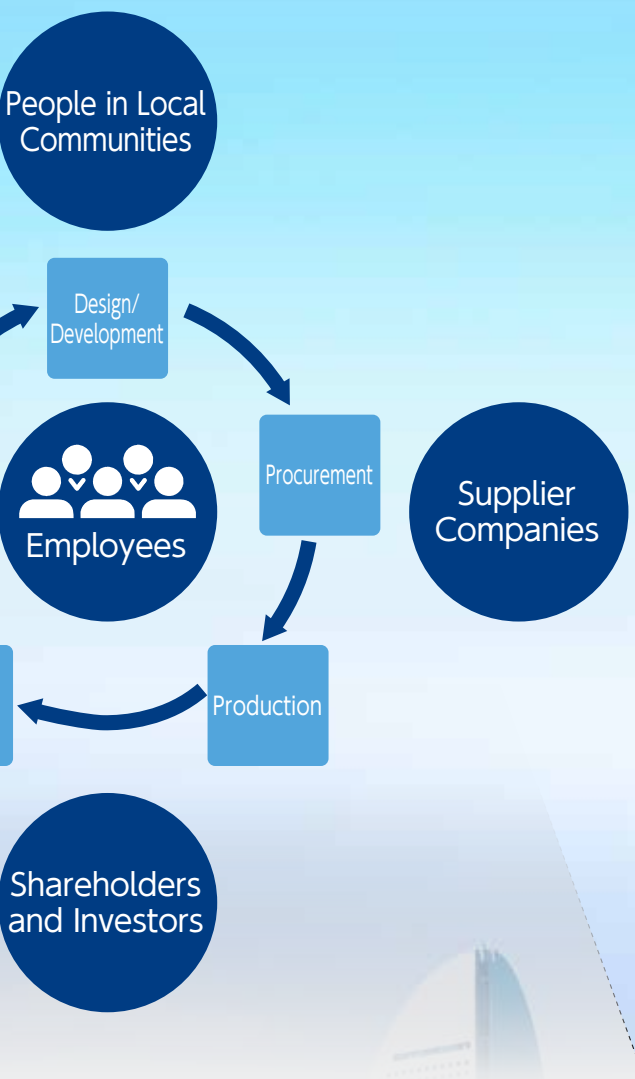 People in Local
Communities
Design/
Development
Procurement
Supplier
Companies
Employees
Production
Shareholders
and Investors